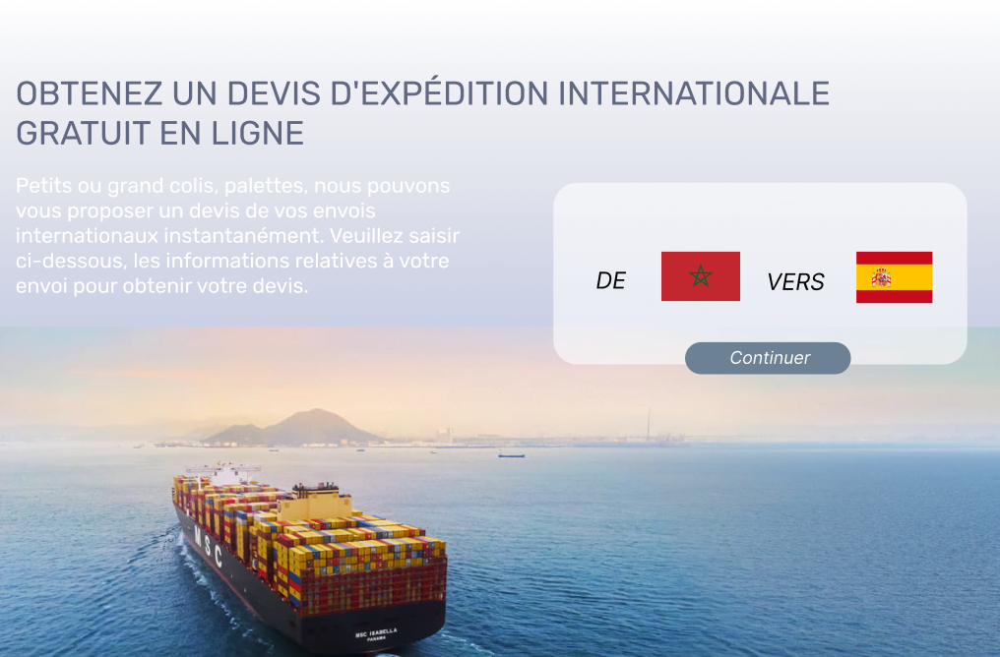 OBTENEZ UN DEVIS D'EXPÉDITION INTERNATIONALE
GRATUIT EN LIGNE
Petits ou grand colis, palettes, nous pouvons
vous proposer un devis de vos envois
internationaux instantanément. Veuillez saisir
ci-dessous, les informations relatives à votre
envoi pour obtenir votre devis.
DE
VERS
Continuer
MSC
MSC ISABELLA
PANAMA